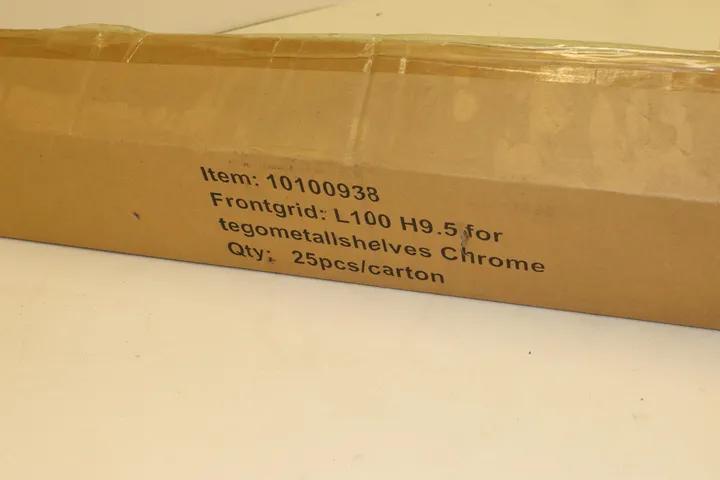 Item: 10100938
Frontgrid: L100 H9.5 for
tegometallshelves Chrome
Qty: 25pcs/carton